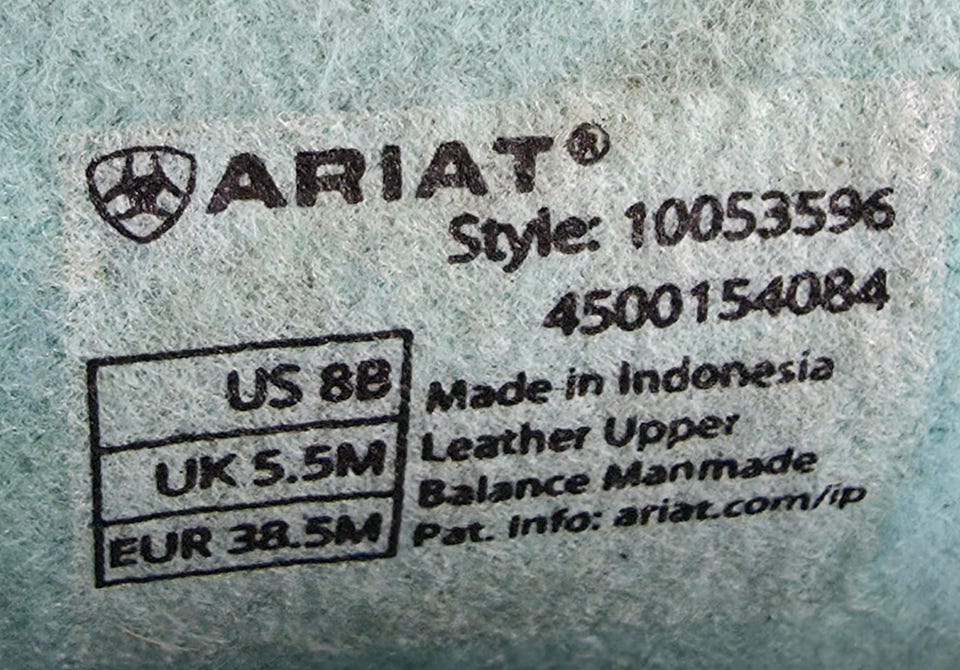 ARIAT®
Style: 10053596
4500154084
US 8B
UK 5.5M
EUR 38.5M
Made in Indonesia
Leather Upper
Balance Manmade
Pat. Info: ariat.com/ip